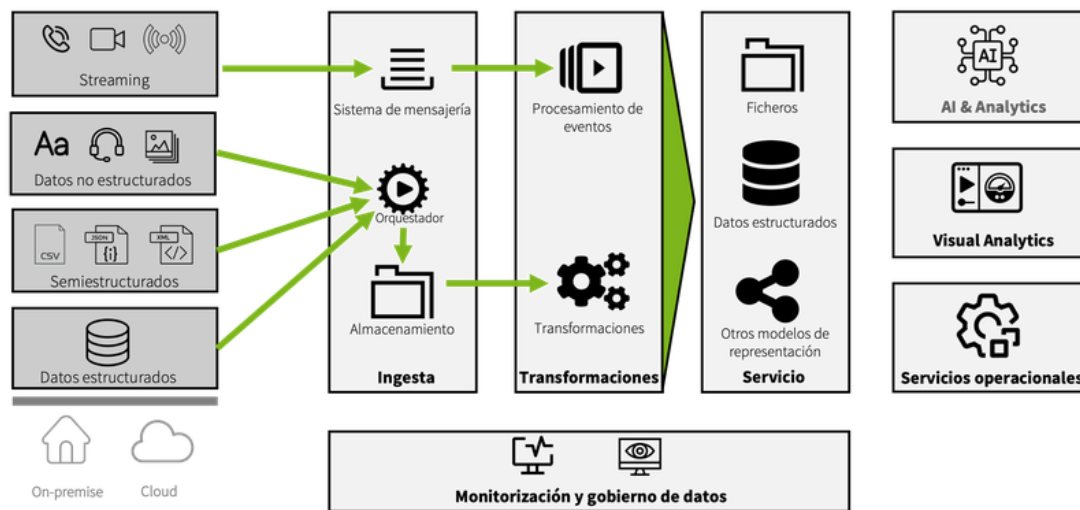 Streaming
Aa
Datos no estructurados
CSV
JSON
{i}
XML
</>
Semiestructurados
Datos estructurados
On-premise
Cloud
Sistema de mensajería
Orquestador
Almacenamiento
Ingesta
Procesamiento de
eventos
Transformaciones
Transformaciones
Ficheros
Datos estructurados
Otros modelos de
representación
Servicio
AI
AI & Analytics
Visual Analytics
Servicios operacionales
Monitorización y gobierno de datos